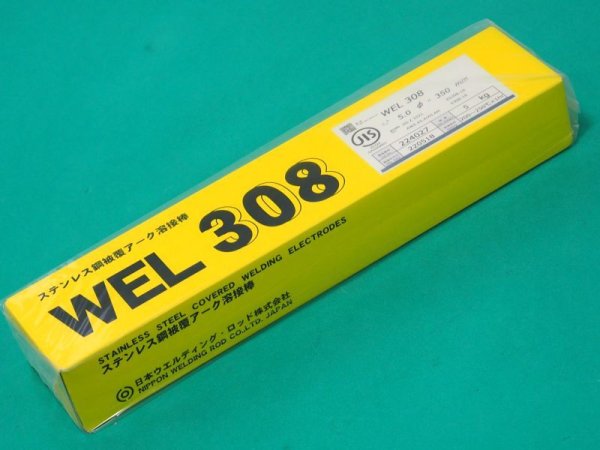 WEL 308
5.0 φ - 350 mm
JIS
5 kg
224027
220518
ステンレス鋼被覆アーク溶接棒
WEL 308
STAINLESS STEEL COVERED WELDING ELECTRODES
ステンレス鋼被覆アーク溶接棒
日本ウエルディング・ロッド株式会社
NIPPON WELDING ROD CO.,LTD. JAPAN